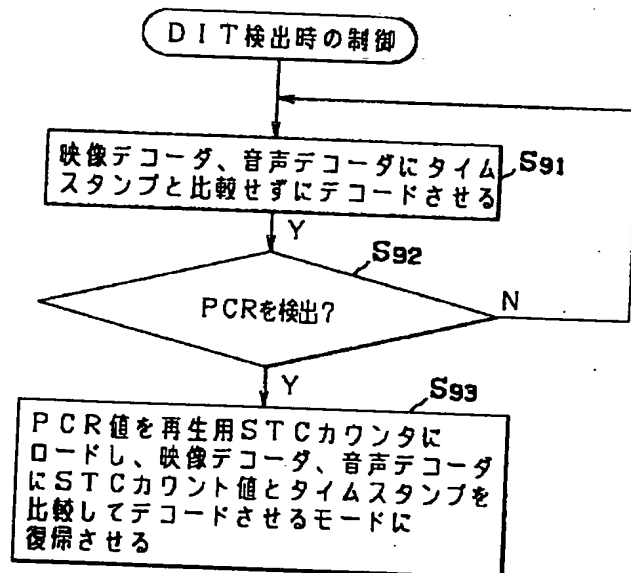 DIT検出時の制御
映像デコーダ、音声デコーダにタイム
スタンプと比較せずにデコードさせる
S91
Y
S92
PCRを検出?
N
Y
S93
PCR値を再生用STCカウンタに
ロードし、映像デコーダ、音声デコーダ
にSTCカウント値とタイムスタンプを
比較してデコードさせるモードに
復帰させる